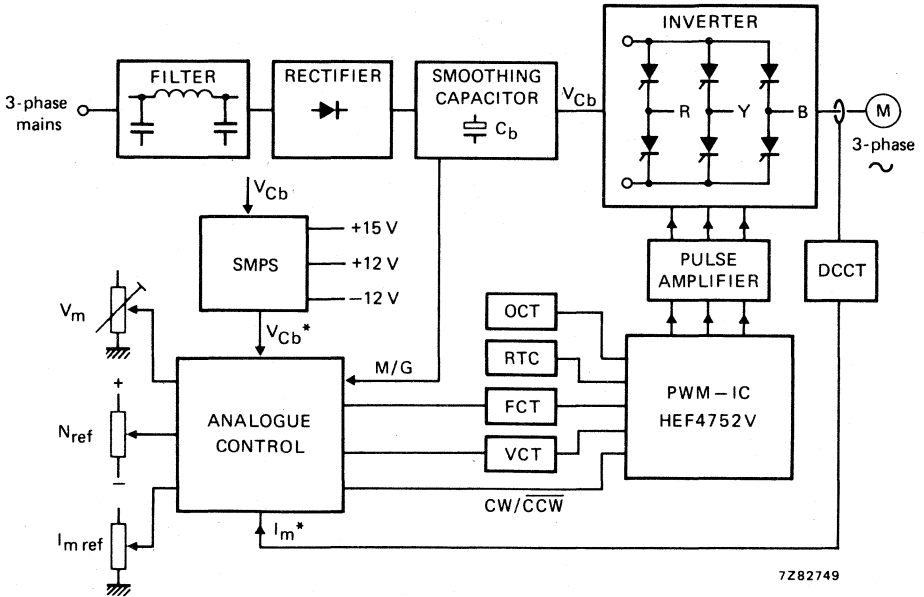 INVERTER
FILTER
RECTIFIER
SMOOTHING
CAPACITOR
C_b
V_Cb
3-phase
mains
R
Y
B
M
3-phase
V_Cb
SMPS
+15 V
+12 V
−12 V
V_Cb*
PULSE
AMPLIFIER
DCCT
V_m
OCT
RTC
FCT
VCT
M/G
PWM – IC
HEF4752V
ANALOGUE
CONTROL
+
N_ref
−
CW/C̅C̅W̅
I_m ref
I_m*
7Z82749